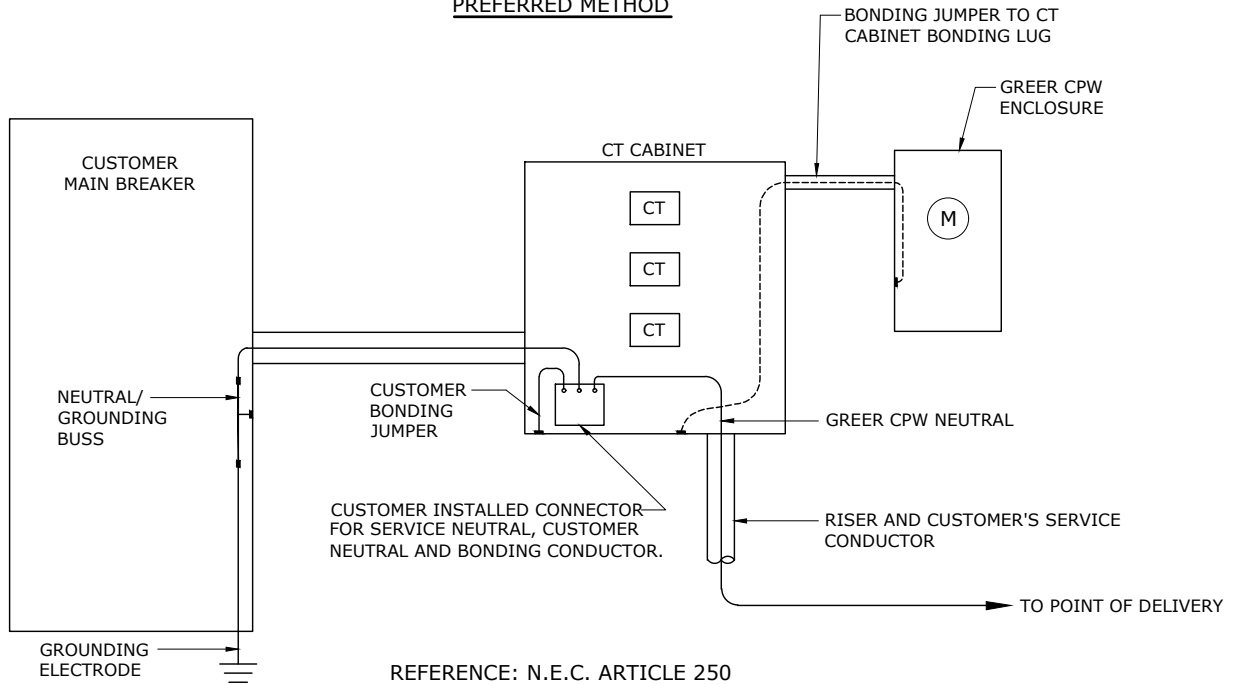 PREFERRED METHOD
BONDING JUMPER TO CT
CABINET BONDING LUG
GREER CPW
ENCLOSURE
CUSTOMER
MAIN BREAKER
CT CABINET
CT
M
CT
CT
NEUTRAL/
GROUNDING
BUSS
CUSTOMER
BONDING
JUMPER
GREER CPW NEUTRAL
CUSTOMER INSTALLED CONNECTOR
FOR SERVICE NEUTRAL, CUSTOMER
NEUTRAL AND BONDING CONDUCTOR.
RISER AND CUSTOMER'S SERVICE
CONDUCTOR
TO POINT OF DELIVERY
GROUNDING
ELECTRODE
REFERENCE: N.E.C. ARTICLE 250